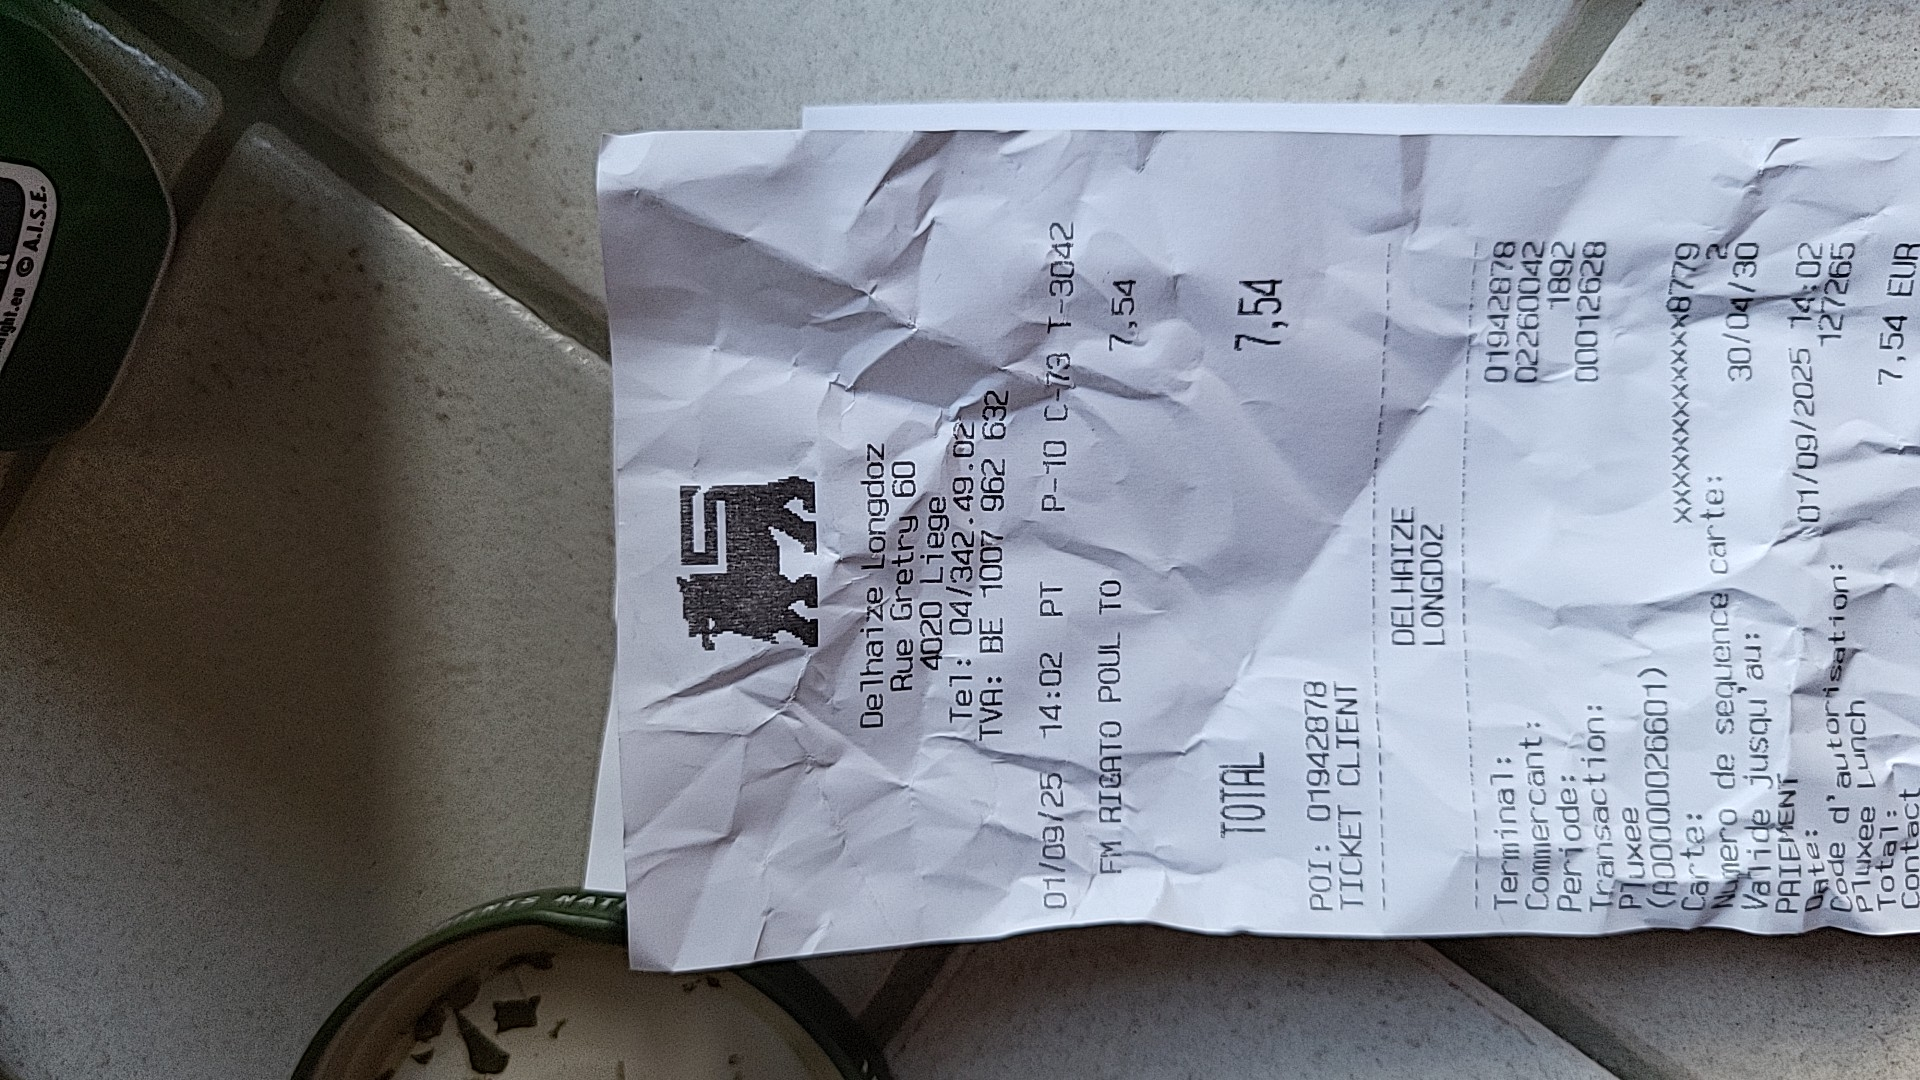 Delhaize Longdoz
Rue Gretry 60
4020 Liege
Tel: 04/342.49.02
TVA: BE 1007 962 632
01/09/25 14:02 PT P-10 C-73 T-3042
FM RIGATO POUL TO 7,54
TOTAL 7,54
POI: 01942878
TICKET CLIENT
DELHAIZE
LONGDOZ
Terminal: 01942878
Commercant: 02260042
Periode: 1892
Transaction: 00012628
Pluxee
(A0000026601)
Carte: xxxxxxxxxxxxx8779
Numero de sequence carte: 2
Valide jusqu'au: 30/04/30
PAIEMENT
Date: 01/09/2025 14:02
Code d'autorisation: 127265
Pluxee Lunch
Total: 7,54 EUR
Contact
© A.I.S.E.
ight.eu